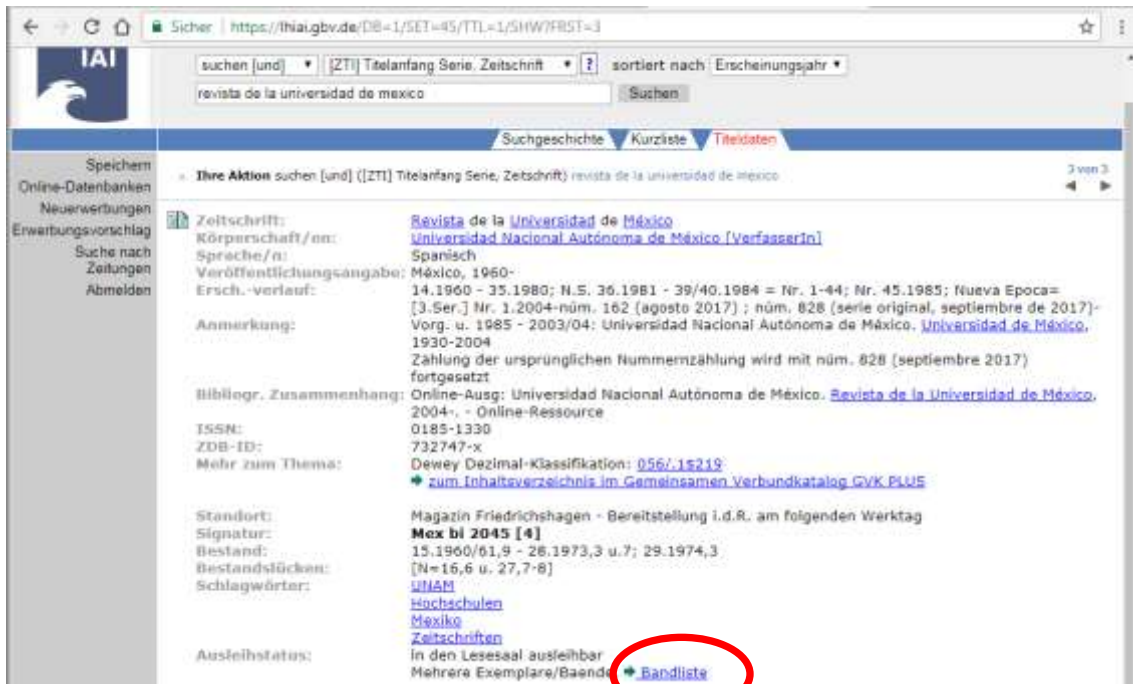 Sicher https://lhiai.gbv.de/DB=1/SET=45/TTL=1/SHW?FRST=3
IAI
suchen [und] [ZTI] Titelanfang Serie, Zeitschrift ? sortiert nach Erscheinungsjahr
revista de la universidad de mexico Suchen
Suchgeschichte Kurzliste Titeldaten
Speichern
Online-Datenbanken
Neuerwerbungen
Erwerbungsvorschlag
Suche nach
Zeitungen
Abmelden
Ihre Aktion suchen [und] ([ZTI] Titelanfang Serie, Zeitschrift) revista de la universidad de mexico
3 von 3
Zeitschrift: Revista de la Universidad de México
Körperschaft/en: Universidad Nacional Autónoma de México [VerfasserIn]
Sprache/n: Spanisch
Veröffentlichungsangabe: México, 1960-
Ersch.-verlauf: 14.1960 - 35.1980; N.S. 36.1981 - 39/40.1984 = Nr. 1-44; Nr. 45.1985; Nueva Epoca=
[3.Ser.] Nr. 1.2004-núm. 162 (agosto 2017) ; núm. 828 (serie original, septiembre de 2017)-
Anmerkung: Vorg. u. 1985 - 2003/04: Universidad Nacional Autónoma de México. Universidad de México,
1930-2004
Zählung der ursprünglichen Nummernzählung wird mit núm. 828 (septiembre 2017)
fortgesetzt
Bibliogr. Zusammenhang: Online-Ausg: Universidad Nacional Autónoma de México. Revista de la Universidad de México,
2004-. - Online-Ressource
ISSN: 0185-1330
ZDB-ID: 732747-x
Mehr zum Thema: Dewey Dezimal-Klassifikation: 056/.1$219
zum Inhaltsverzeichnis im Gemeinsamen Verbundkatalog GVK PLUS
Standort: Magazin Friedrichshagen - Bereitstellung i.d.R. am folgenden Werktag
Signatur: Mex bi 2045 [4]
Bestand: 15.1960/61,9 - 28.1973,3 u.7; 29.1974,3
Bestandslücken: [N=16,6 u. 27,7-8]
Schlagwörter: UNAM
Hochschulen
Mexiko
Zeitschriften
Ausleihstatus: in den Lesesaal ausleihbar
Mehrere Exemplare/Baende Bandliste